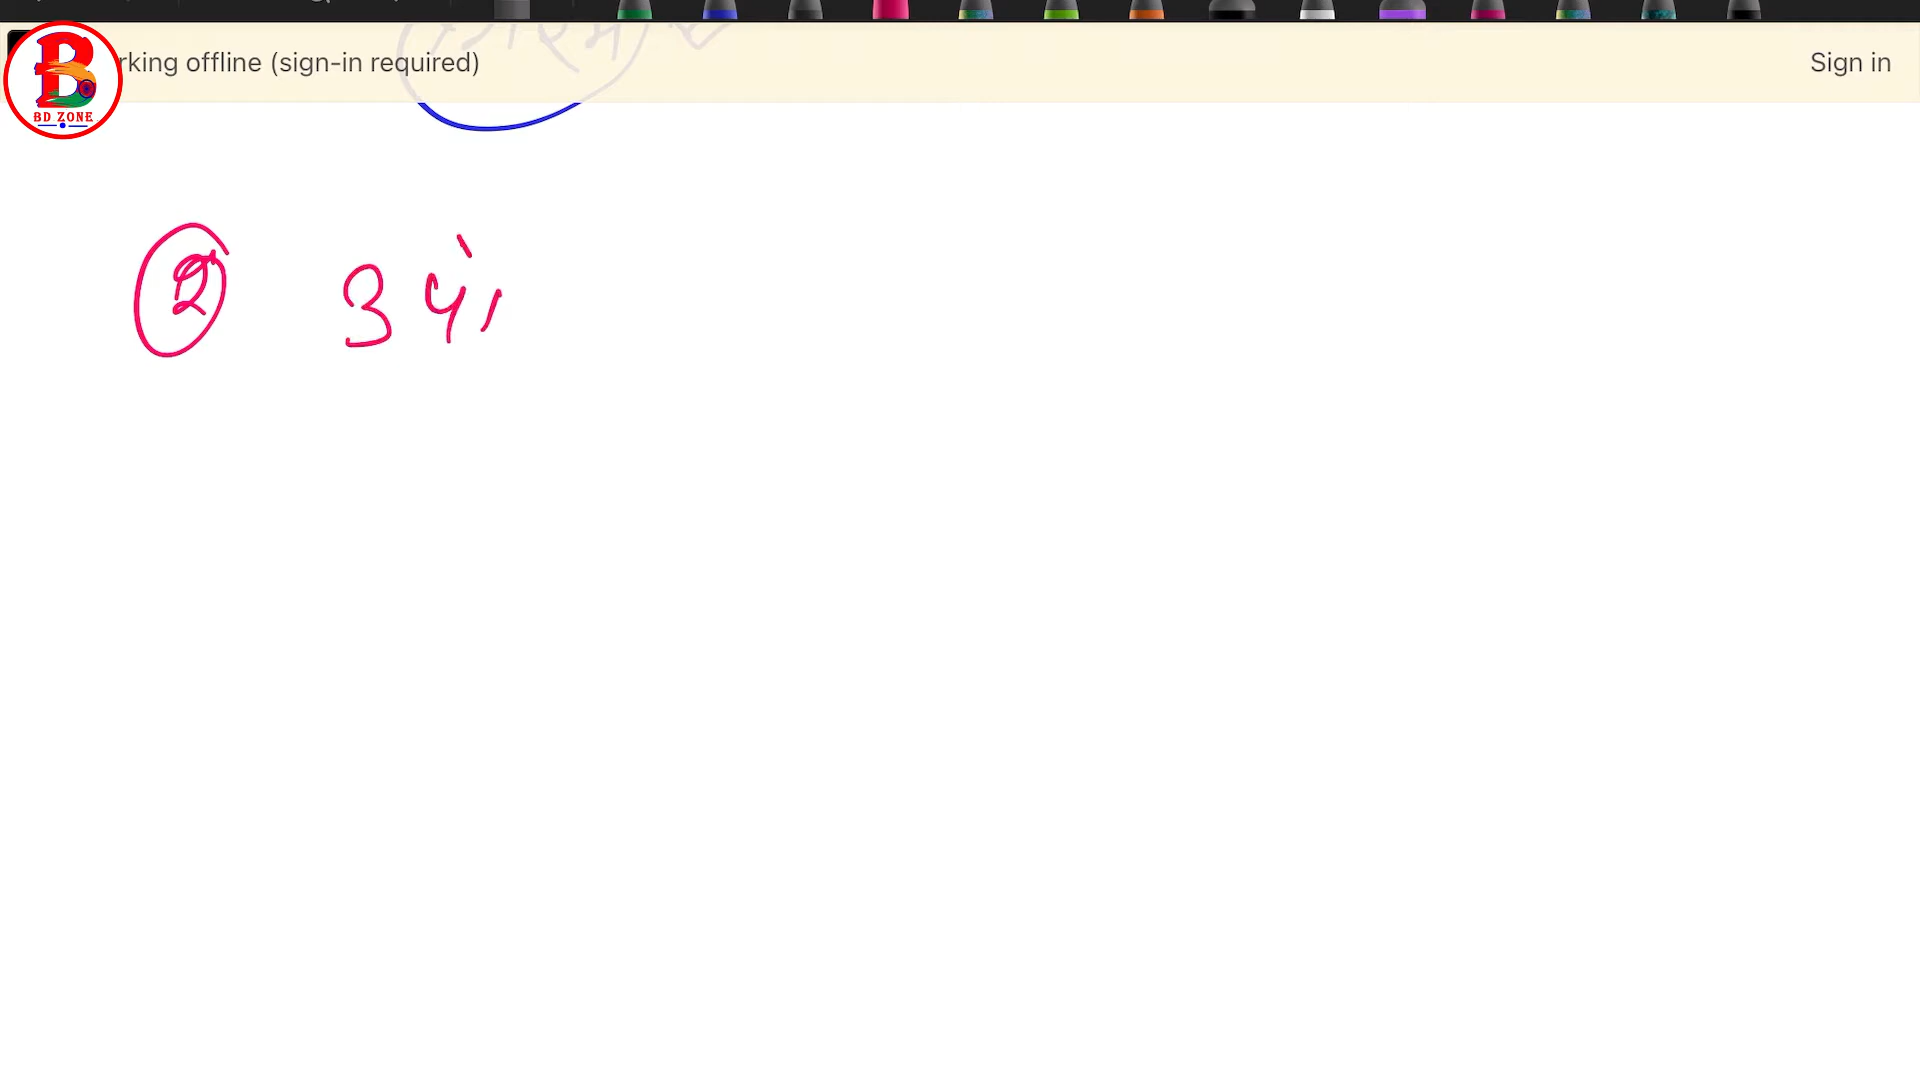 rking offline (sign-in required)
Sign in
BD ZONE
② 34,